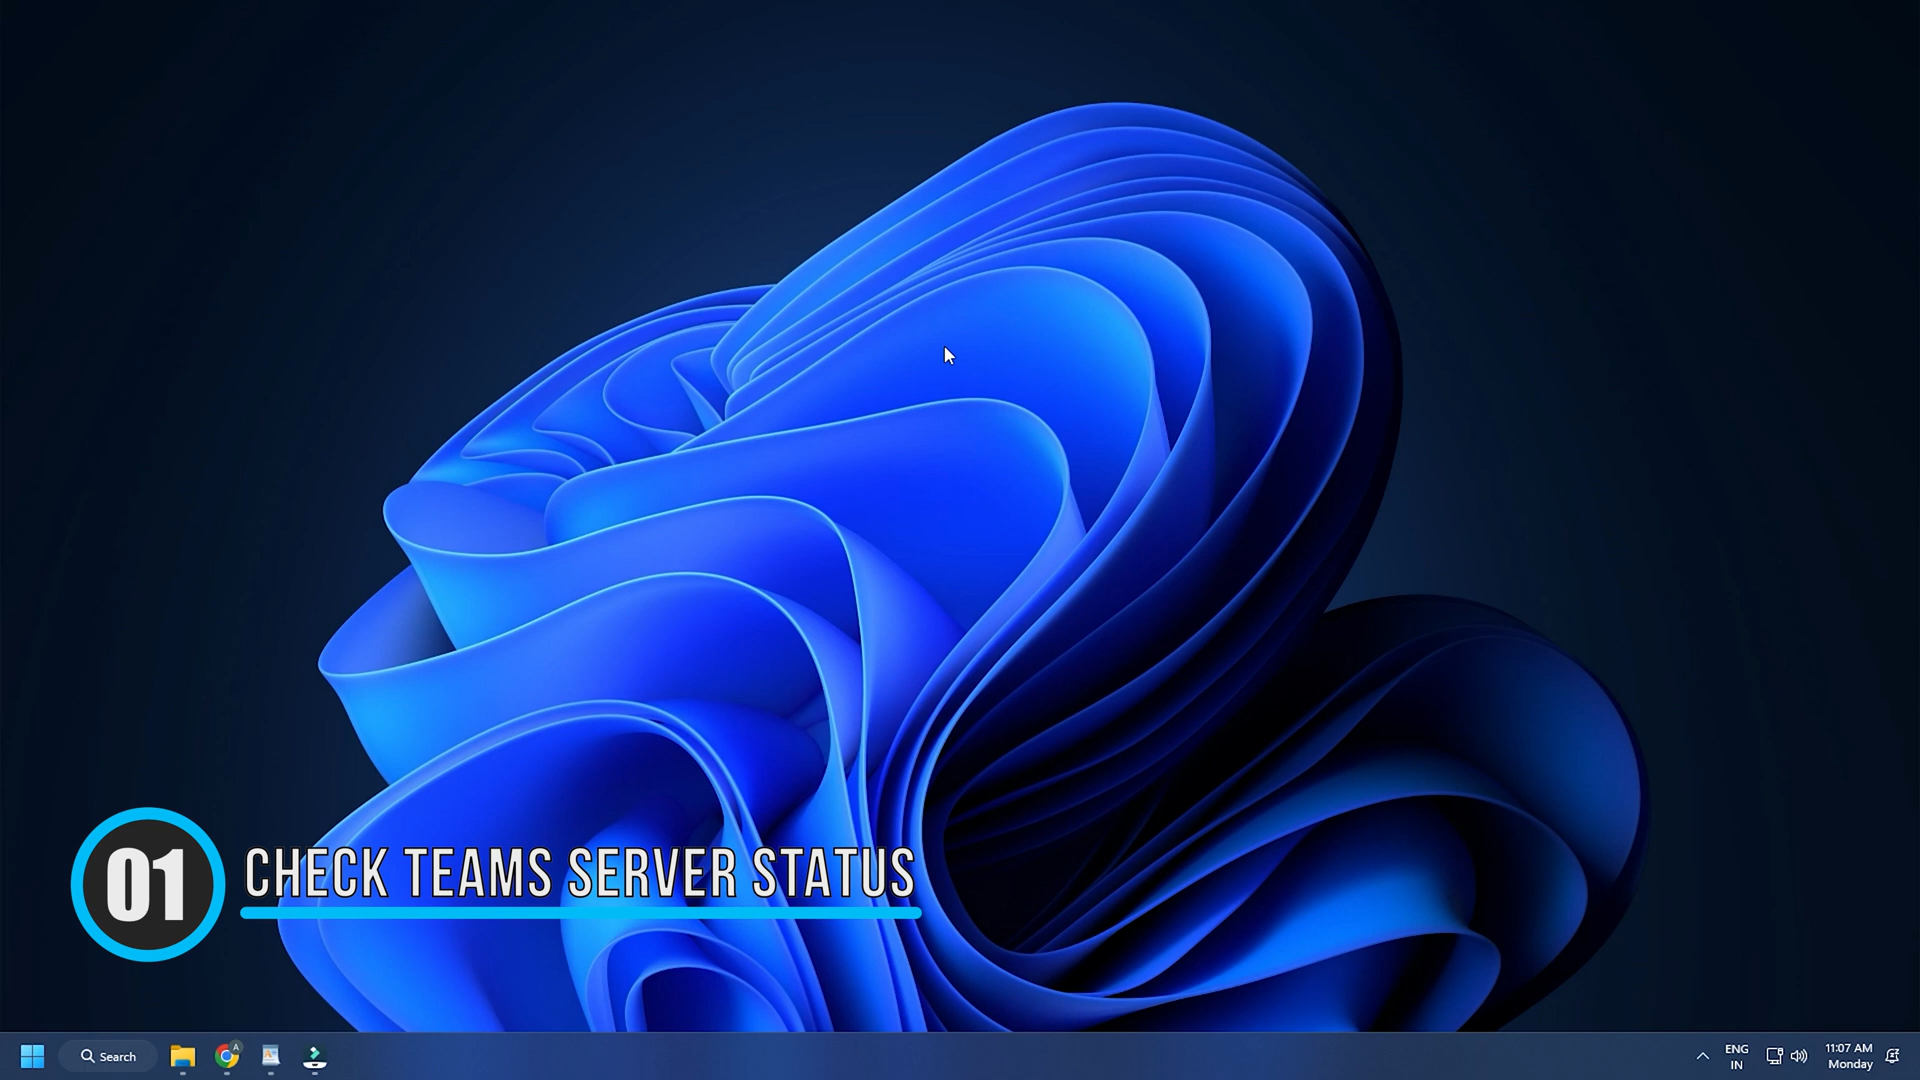 01
CHECK TEAMS SERVER STATUS
Search
A
ENG
IN
11:07 AM
Monday